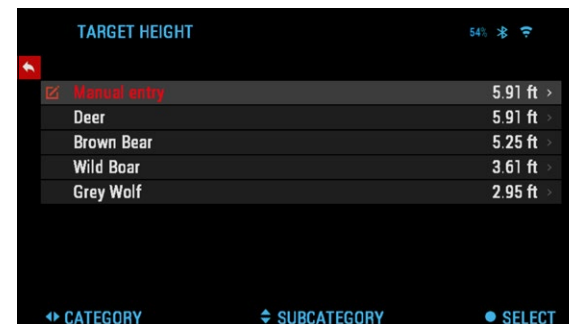 TARGET HEIGHT 54%
Manual entry 5.91 ft >
Deer 5.91 ft >
Brown Bear 5.25 ft >
Wild Boar 3.61 ft >
Grey Wolf 2.95 ft >
CATEGORY SUBCATEGORY SELECT